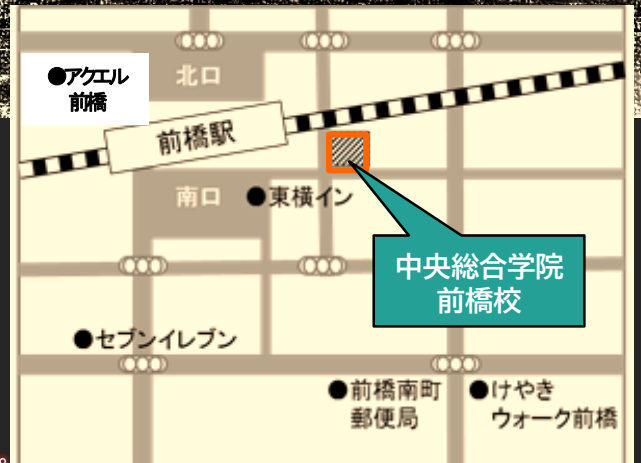 ●アクエル
前橋
北口
前橋駅
南口
●東横イン
中央総合学院
前橋校
●セブンイレブン
●前橋南町
郵便局
●けやき
ウォーク前橋